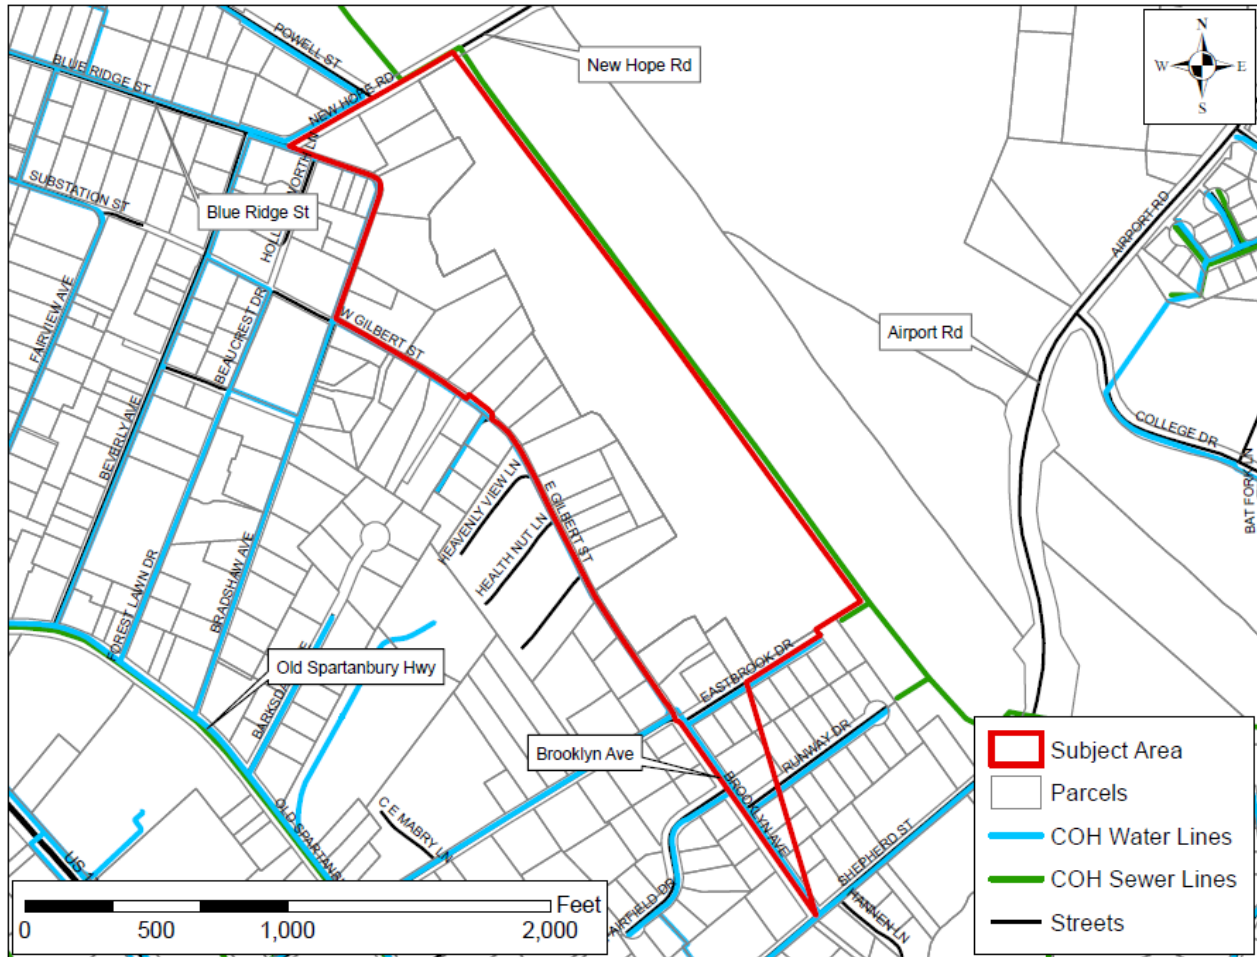 POWELL ST
N
W E
S
New Hope Rd
BLUE RIDGE ST
NEW HOPE RD
SUBSTATION ST
Blue Ridge St
AIRPORT RD
FAIRVIEW AVE
BEAUCREST DR
W GILBERT ST
Airport Rd
BEVERLY AVE
COLLEGE DR
BAT FORK LN
HEAVENLY VIEW LN
E GILBERT ST
HEALTH NUT LN
FOREST LAWN DR
BRADSHAW AVE
Old Spartanbury Hwy
BARKSDA
EASTBROOK DR
RUNWAY DR
Brooklyn Ave
BROOKLYN AVE
C E MABRY LN
OLD SPARTANB
SHEPHERD ST
US
FAIRFIELD DR
HANNEN LN
Subject Area
Parcels
COH Water Lines
COH Sewer Lines
Streets
Feet
0 500 1,000 2,000